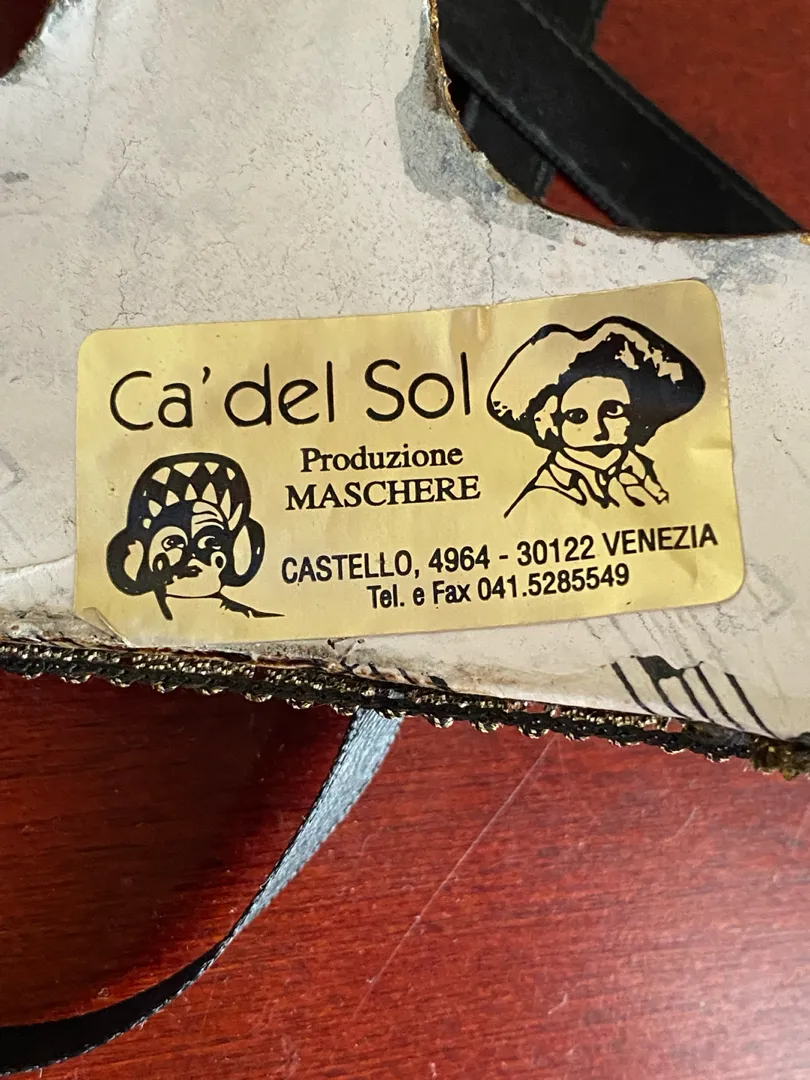 Ca' del Sol
Produzione
MASCHERE
CASTELLO, 4964 - 30122 VENEZIA
Tel. e Fax 041.5285549